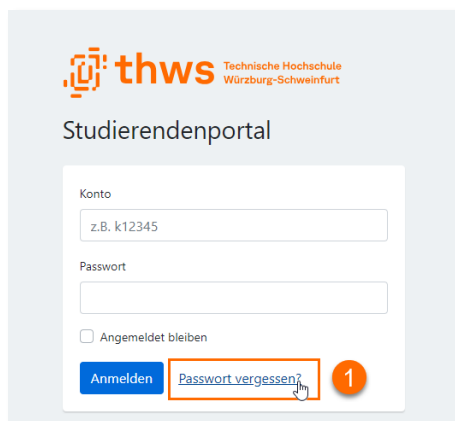 thws
Technische Hochschule
Würzburg-Schweinfurt
Studierendenportal
Konto
z.B. k12345
Passwort
Angemeldet bleiben
Anmelden Passwort vergessen? 1